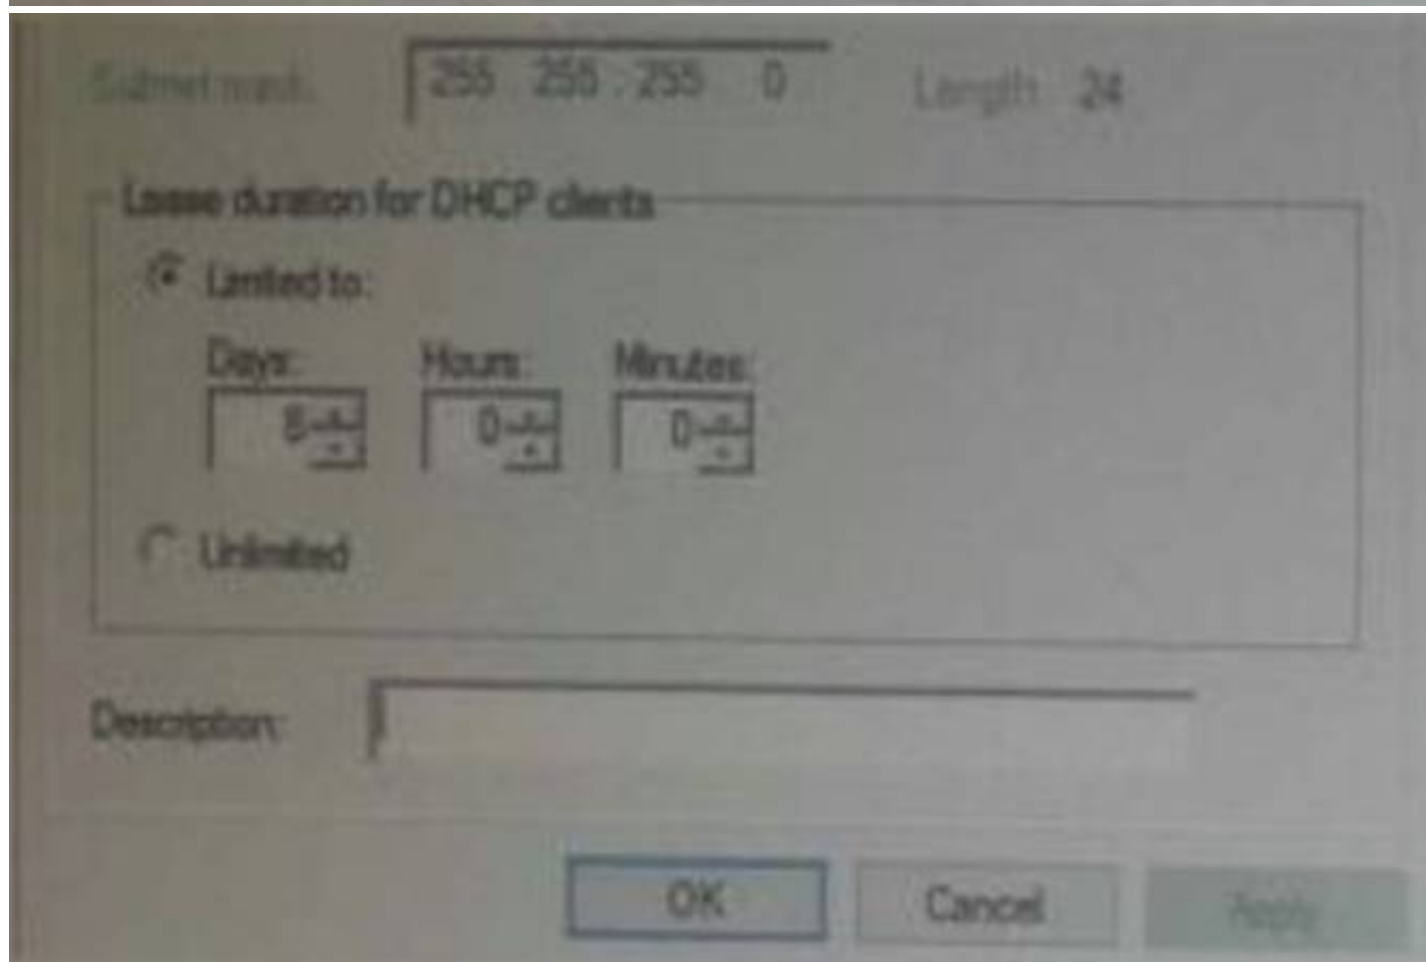 Subnet mask: 255 . 255 . 255 . 0 Length: 24
Lease duration for DHCP clients
Limited to:
Days: Hours: Minutes:
8 0 0
Unlimited
Description:
OK Cancel Apply